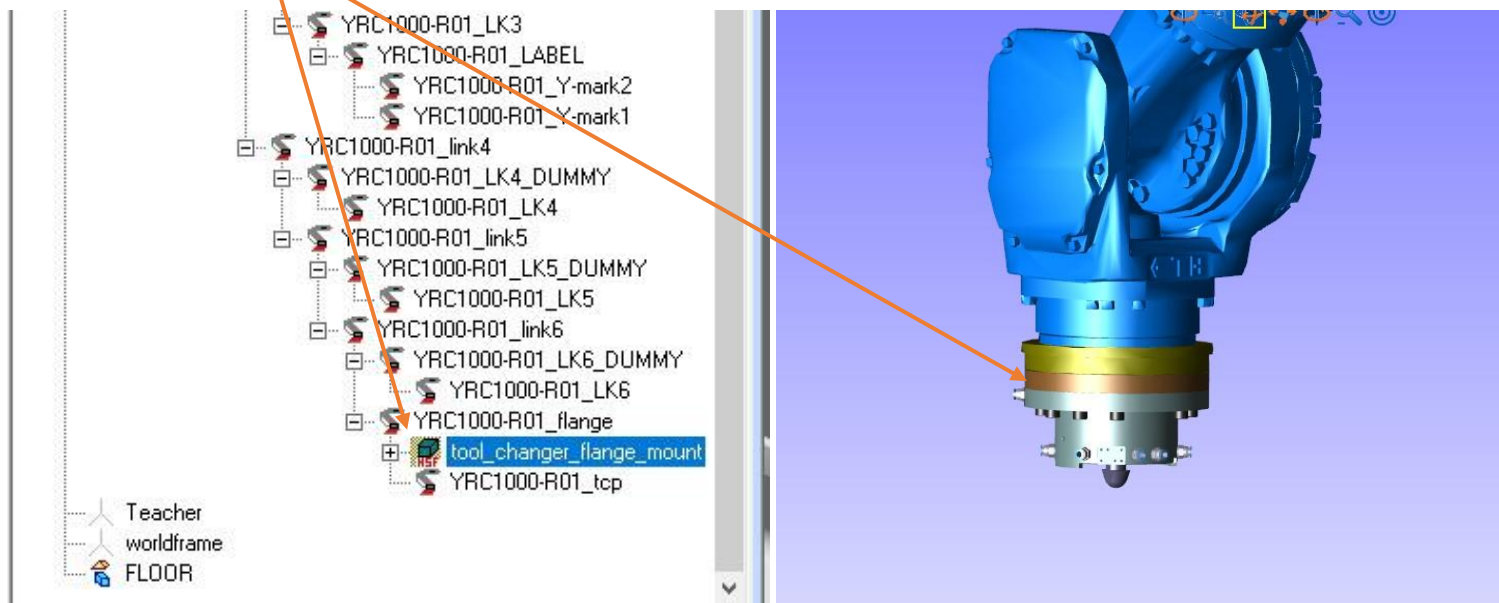 YRC1000-R01_LK3
YRC1000-R01_LABEL
YRC1000-R01_Y-mark2
YRC1000-R01_Y-mark1
YRC1000-R01_link4
YRC1000-R01_LK4_DUMMY
YRC1000-R01_LK4
YRC1000-R01_link5
YRC1000-R01_LK5_DUMMY
YRC1000-R01_LK5
YRC1000-R01_link6
YRC1000-R01_LK6_DUMMY
YRC1000-R01_LK6
YRC1000-R01_flange
HSF tool_changer_flange_mount
YRC1000-R01_tcp
Teacher
worldframe
FLOOR